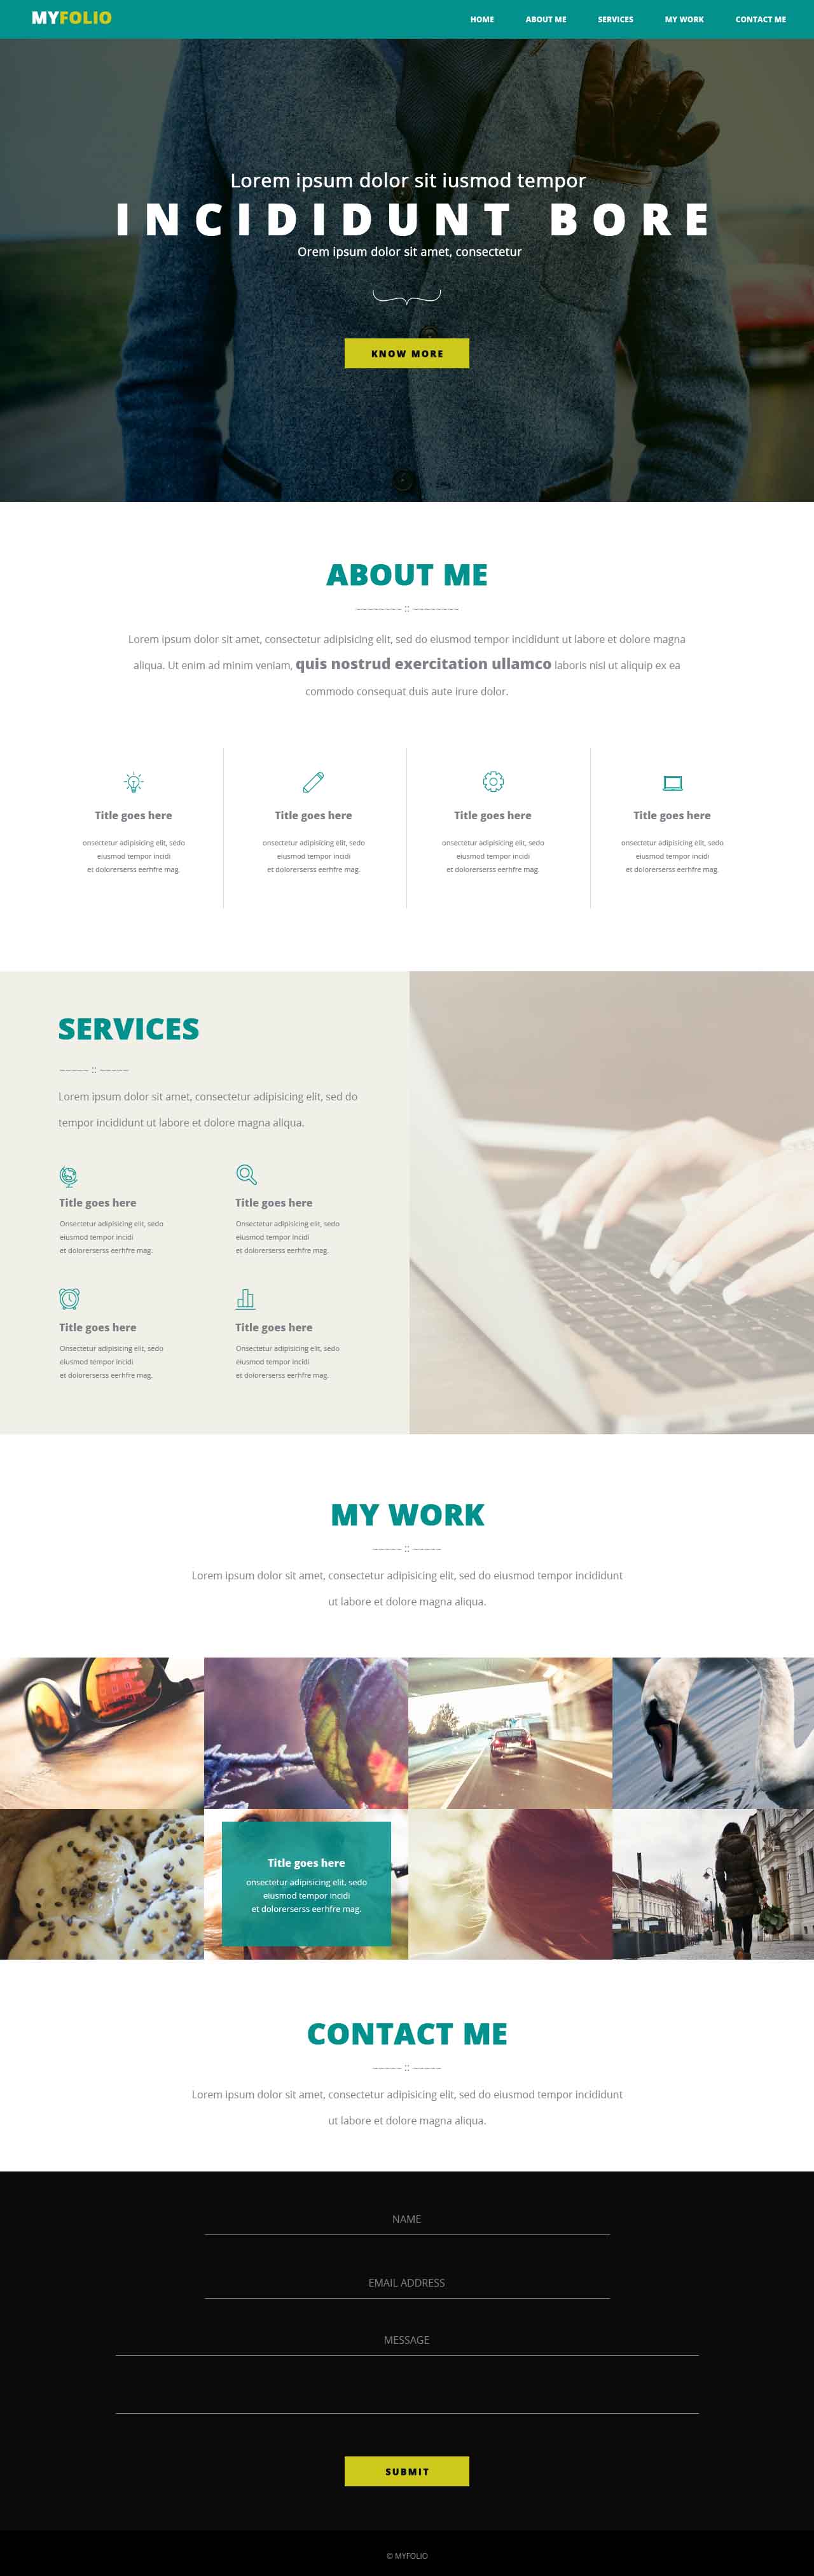 MYFOLIO
HOME ABOUT ME SERVICES MY WORK CONTACT ME
Lorem ipsum dolor sit iusmod tempor
INCIDIDUNT BORE
Orem ipsum dolor sit amet, consectetur
KNOW MORE
ABOUT ME
~~~~~~~~ :: ~~~~~~~~
Lorem ipsum dolor sit amet, consectetur adipisicing elit, sed do eiusmod tempor incididunt ut labore et dolore magna
aliqua. Ut enim ad minim veniam, quis nostrud exercitation ullamco laboris nisi ut aliquip ex ea
commodo consequat duis aute irure dolor.
Title goes here
onsectetur adipisicing elit, sedo
eiusmod tempor incidi
et dolorerserss eerhfre mag.
Title goes here
onsectetur adipisicing elit, sedo
eiusmod tempor incidi
et dolorerserss eerhfre mag.
Title goes here
onsectetur adipisicing elit, sedo
eiusmod tempor incidi
et dolorerserss eerhfre mag.
Title goes here
onsectetur adipisicing elit, sedo
eiusmod tempor incidi
et dolorerserss eerhfre mag.
SERVICES
~~~~~ :: ~~~~~
Lorem ipsum dolor sit amet, consectetur adipisicing elit, sed do
tempor incididunt ut labore et dolore magna aliqua.
Title goes here
Onsectetur adipisicing elit, sedo
eiusmod tempor incidi
et dolorerserss eerhfre mag.
Title goes here
Onsectetur adipisicing elit, sedo
eiusmod tempor incidi
et dolorerserss eerhfre mag.
Title goes here
Onsectetur adipisicing elit, sedo
eiusmod tempor incidi
et dolorerserss eerhfre mag.
Title goes here
Onsectetur adipisicing elit, sedo
eiusmod tempor incidi
et dolorerserss eerhfre mag.
MY WORK
~~~~~ :: ~~~~~
Lorem ipsum dolor sit amet, consectetur adipisicing elit, sed do eiusmod tempor incididunt
ut labore et dolore magna aliqua.
Title goes here
onsectetur adipisicing elit, sedo
eiusmod tempor incidi
et dolorerserss eerhfre mag.
CONTACT ME
~~~~~ :: ~~~~~
Lorem ipsum dolor sit amet, consectetur adipisicing elit, sed do eiusmod tempor incididunt
ut labore et dolore magna aliqua.
NAME
EMAIL ADDRESS
MESSAGE
SUBMIT
© MYFOLIO